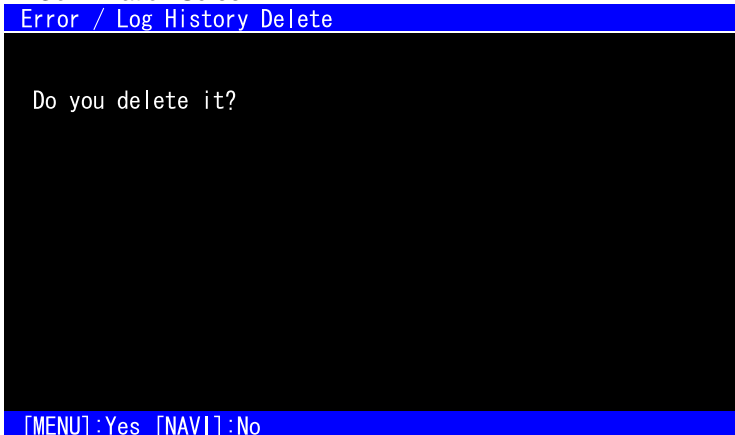 Error / Log History Delete
Do you delete it?
[MENU]:Yes [NAVI]:No